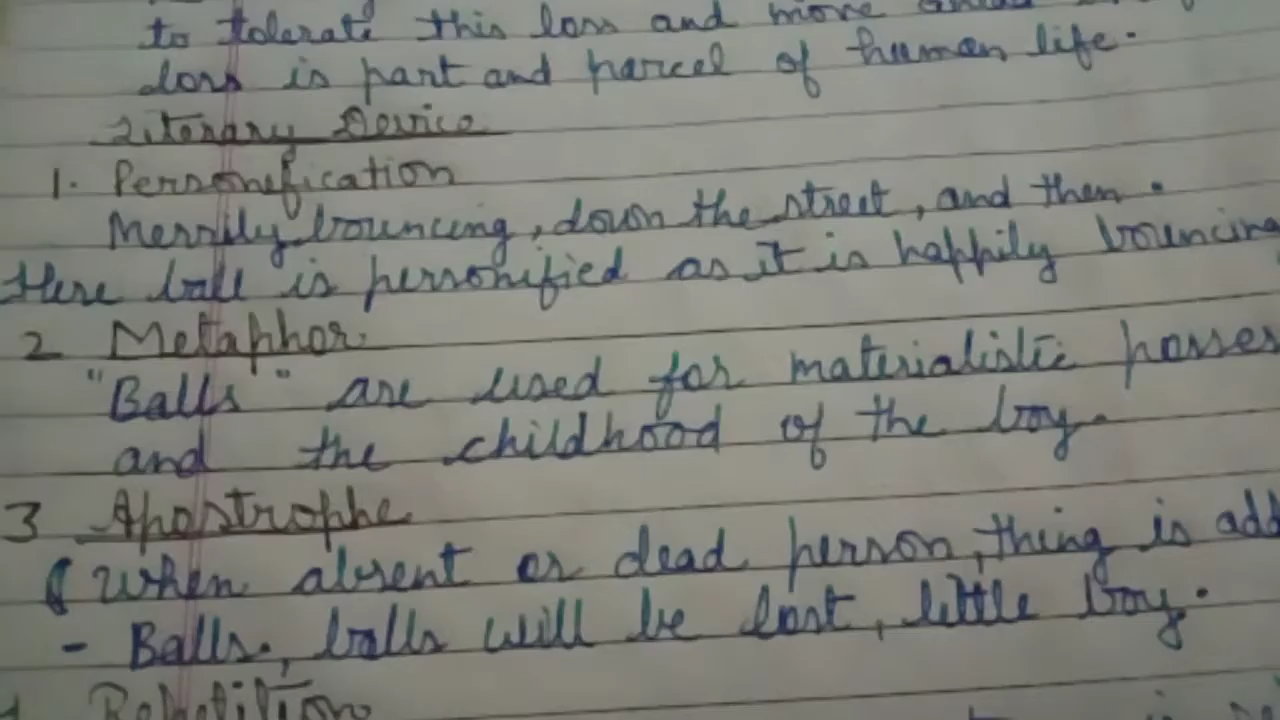 to tolerate this loss and move
loss is part and parcel of human life.
Literary Device
1. Personification
Merrily bouncing, down the street, and then.
Here ball is personified as it is happily bouncing
2 Metaphor.
"Balls" are used for materialistic posses
and the childhood of the boy.
3 Apostrophe
( When absent or dead person, thing is add
- Balls, balls will be lost, little boy.
4 Repetition